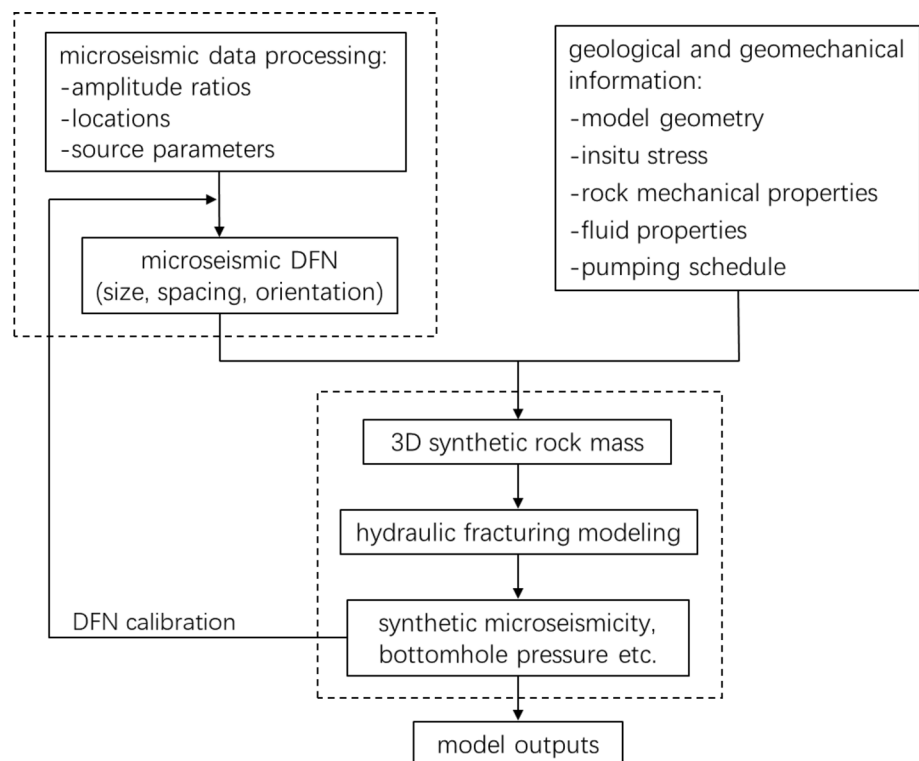 microseismic data processing:
-amplitude ratios
-locations
-source parameters
microseismic DFN
(size, spacing, orientation)
geological and geomechanical
information:
-model geometry
-insitu stress
-rock mechanical properties
-fluid properties
-pumping schedule
3D synthetic rock mass
hydraulic fracturing modeling
DFN calibration
synthetic microseismicity,
bottomhole pressure etc.
model outputs